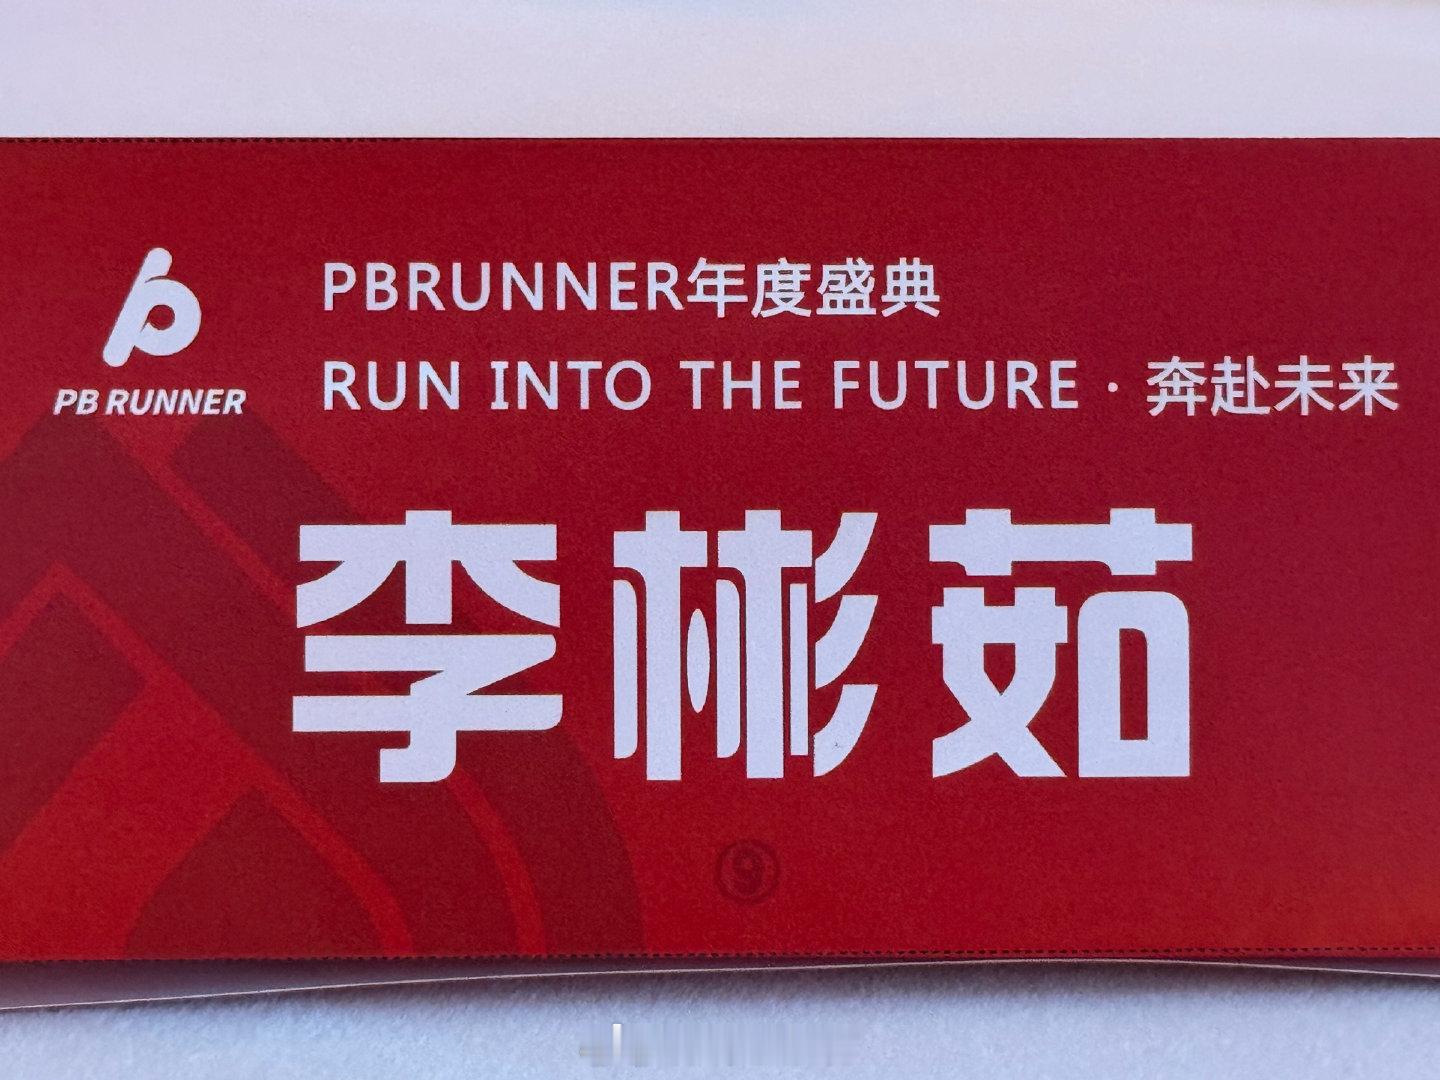 PBRUNNER年度盛典
PB RUNNER
RUN INTO THE FUTURE · 奔赴未来
李彬茹
⑨